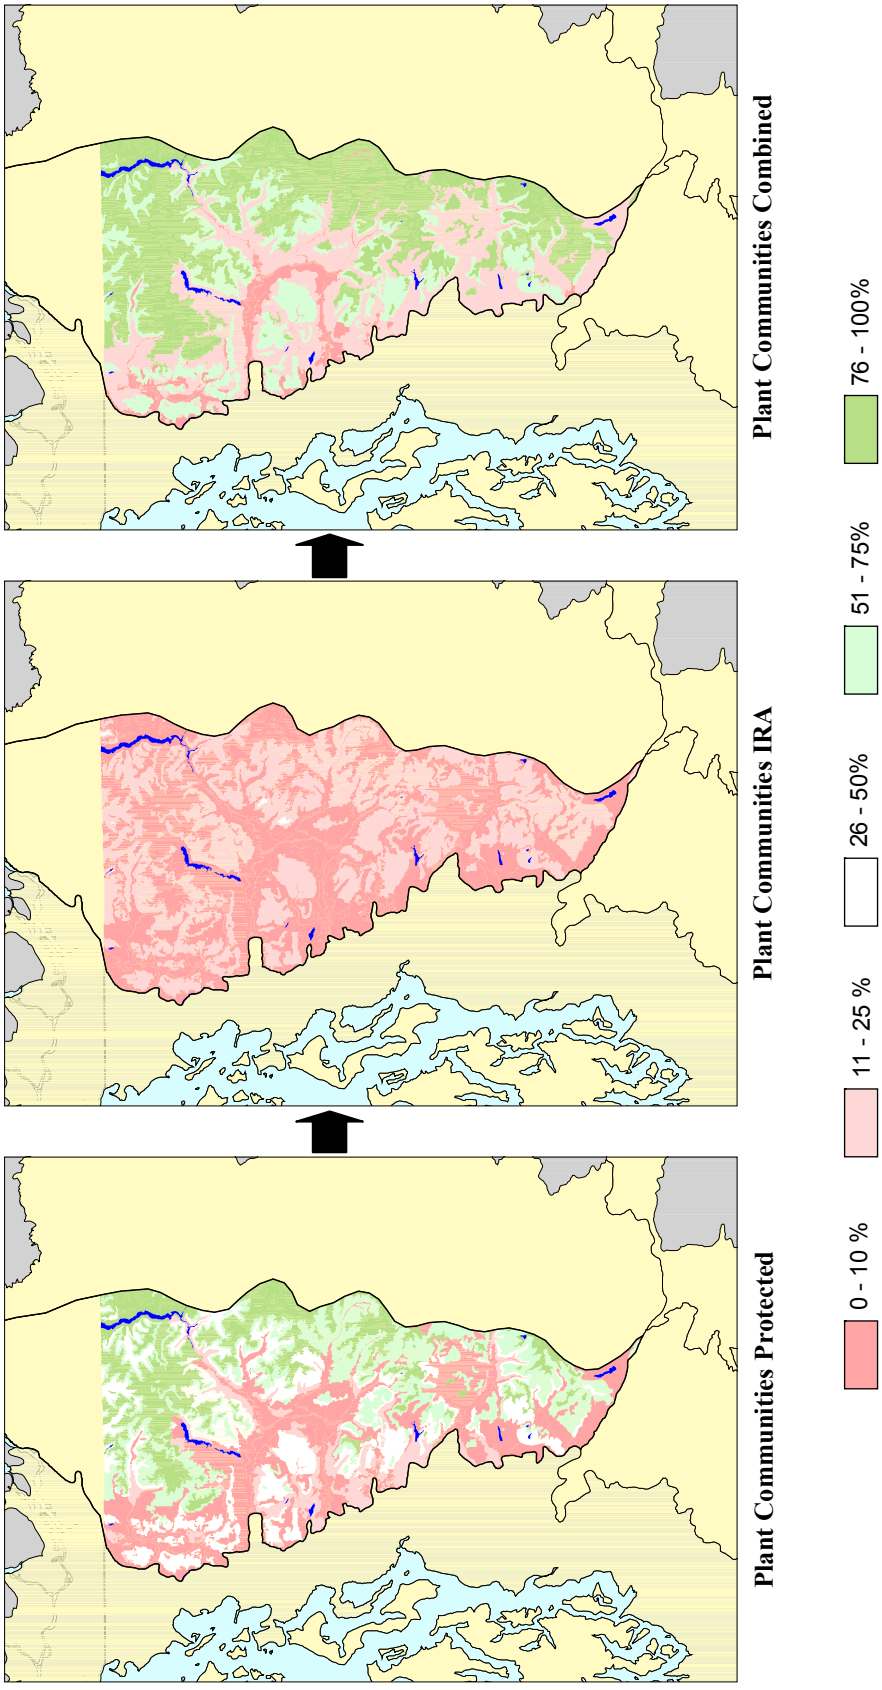 Plant Communities Protected
Plant Communities IRA
Plant Communities Combined
0 - 10 %
11 - 25 %
26 - 50%
51 - 75%
76 - 100%